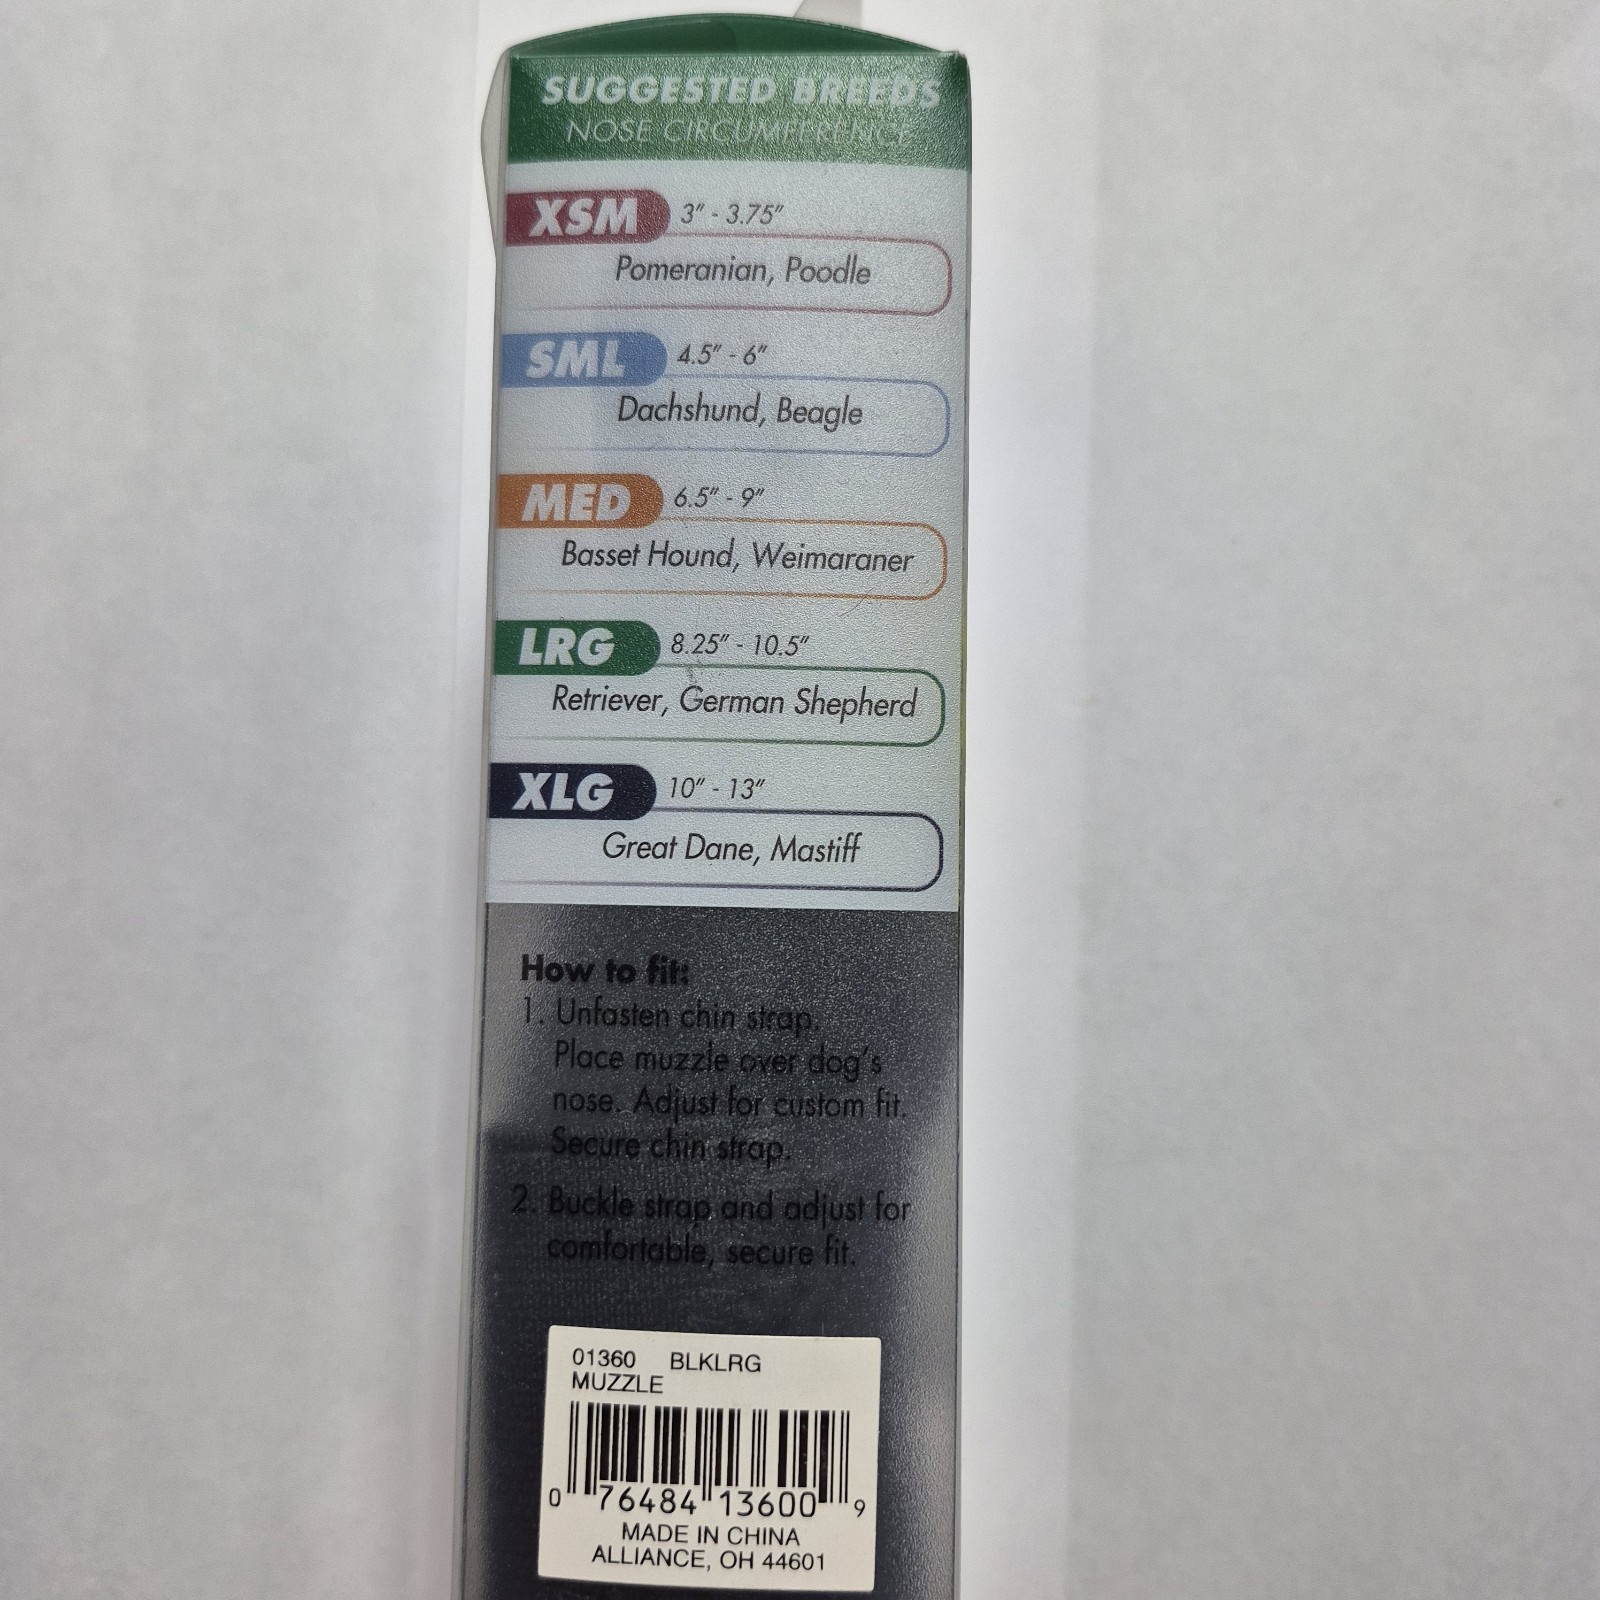 SUGGESTED BREEDS
NOSE CIRCUMFERENCE
XSM 3" - 3.75"
Pomeranian, Poodle
SML 4.5" - 6"
Dachshund, Beagle
MED 6.5" - 9"
Basset Hound, Weimaraner
LRG 8.25" - 10.5"
Retriever, German Shepherd
XLG 10" - 13"
Great Dane, Mastiff
How to fit:
1. Unfasten chin strap.
Place muzzle over dog's
nose. Adjust for custom fit.
Secure chin strap.
2. Buckle strap and adjust for
comfortable, secure fit.
01360 BLKLRG
MUZZLE
0 76484 13600 9
MADE IN CHINA
ALLIANCE, OH 44601